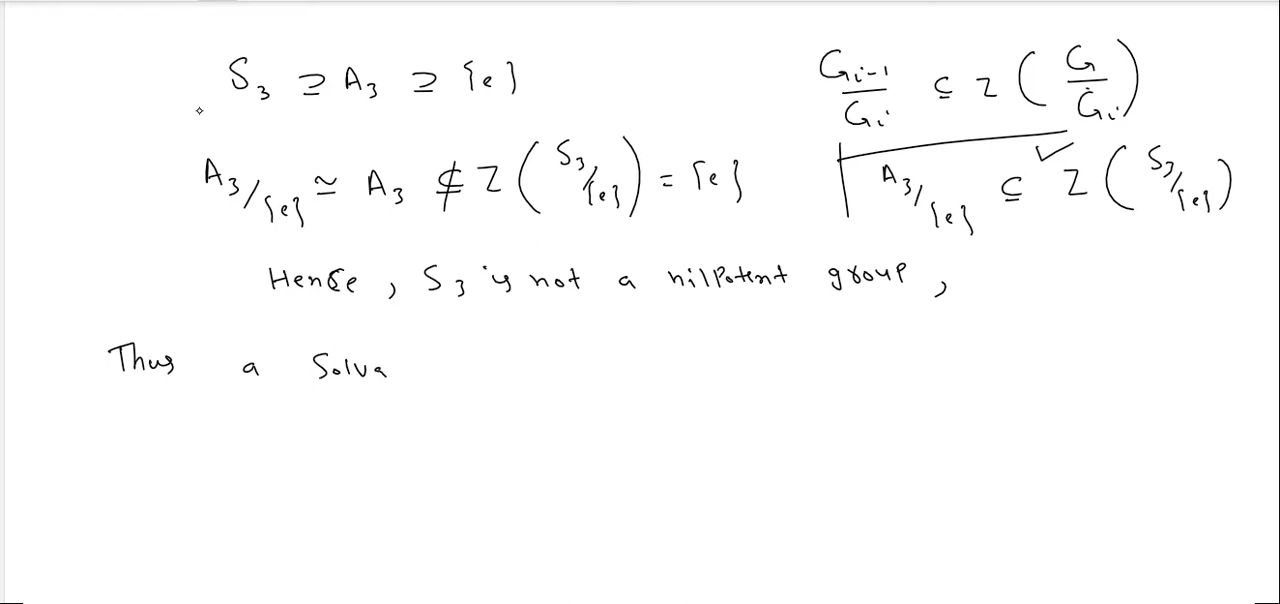 S₃ ⊇ A₃ ⊇ {e}
G_{i-1}/G_i ⊆ Z(G/G_i)
A₃/{e} ≃ A₃ ⊈ Z(S₃/{e}) = {e}
A₃/{e} ⊆ Z(S₃/{e}) ✓
Hence, S₃ is not a nilpotent group,
Thus a Solva